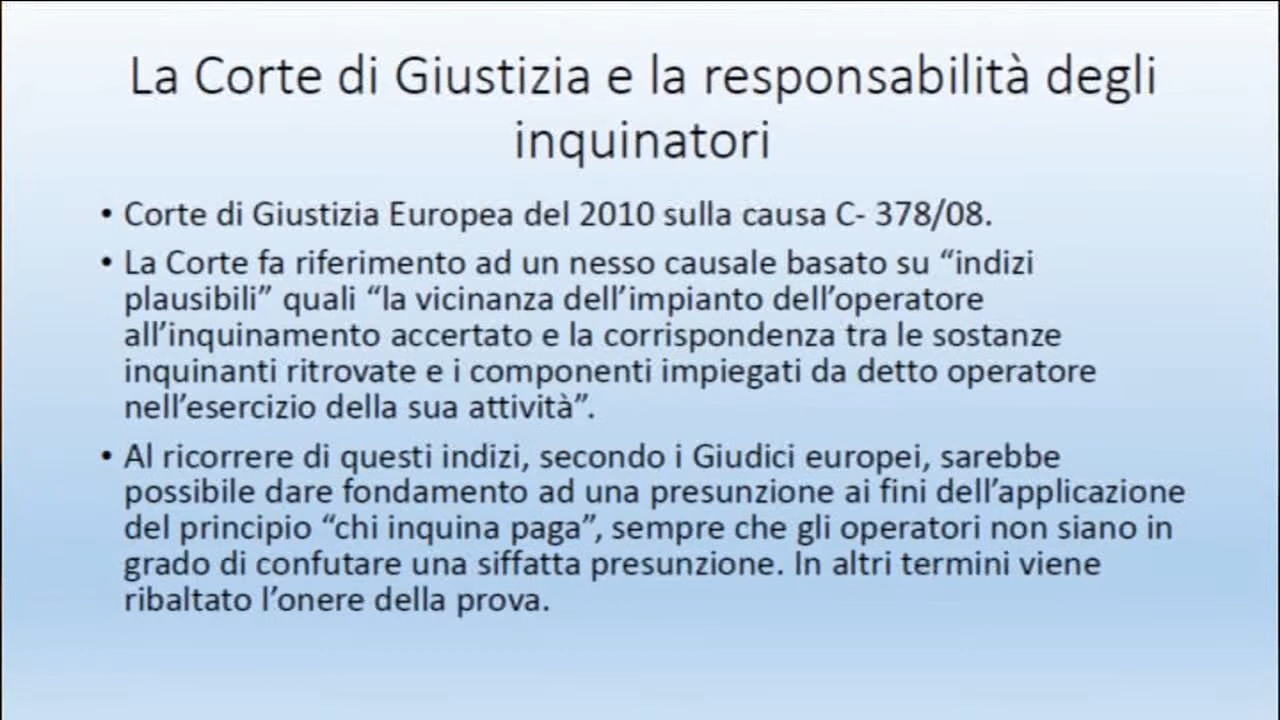 La Corte di Giustizia e la responsabilità degli
inquinatori
• Corte di Giustizia Europea del 2010 sulla causa C- 378/08.
• La Corte fa riferimento ad un nesso causale basato su “indizi
plausibili” quali “la vicinanza dell’impianto dell’operatore
all’inquinamento accertato e la corrispondenza tra le sostanze
inquinanti ritrovate e i componenti impiegati da detto operatore
nell’esercizio della sua attività”.
• Al ricorrere di questi indizi, secondo i Giudici europei, sarebbe
possibile dare fondamento ad una presunzione ai fini dell’applicazione
del principio “chi inquina paga”, sempre che gli operatori non siano in
grado di confutare una siffatta presunzione. In altri termini viene
ribaltato l’onere della prova.